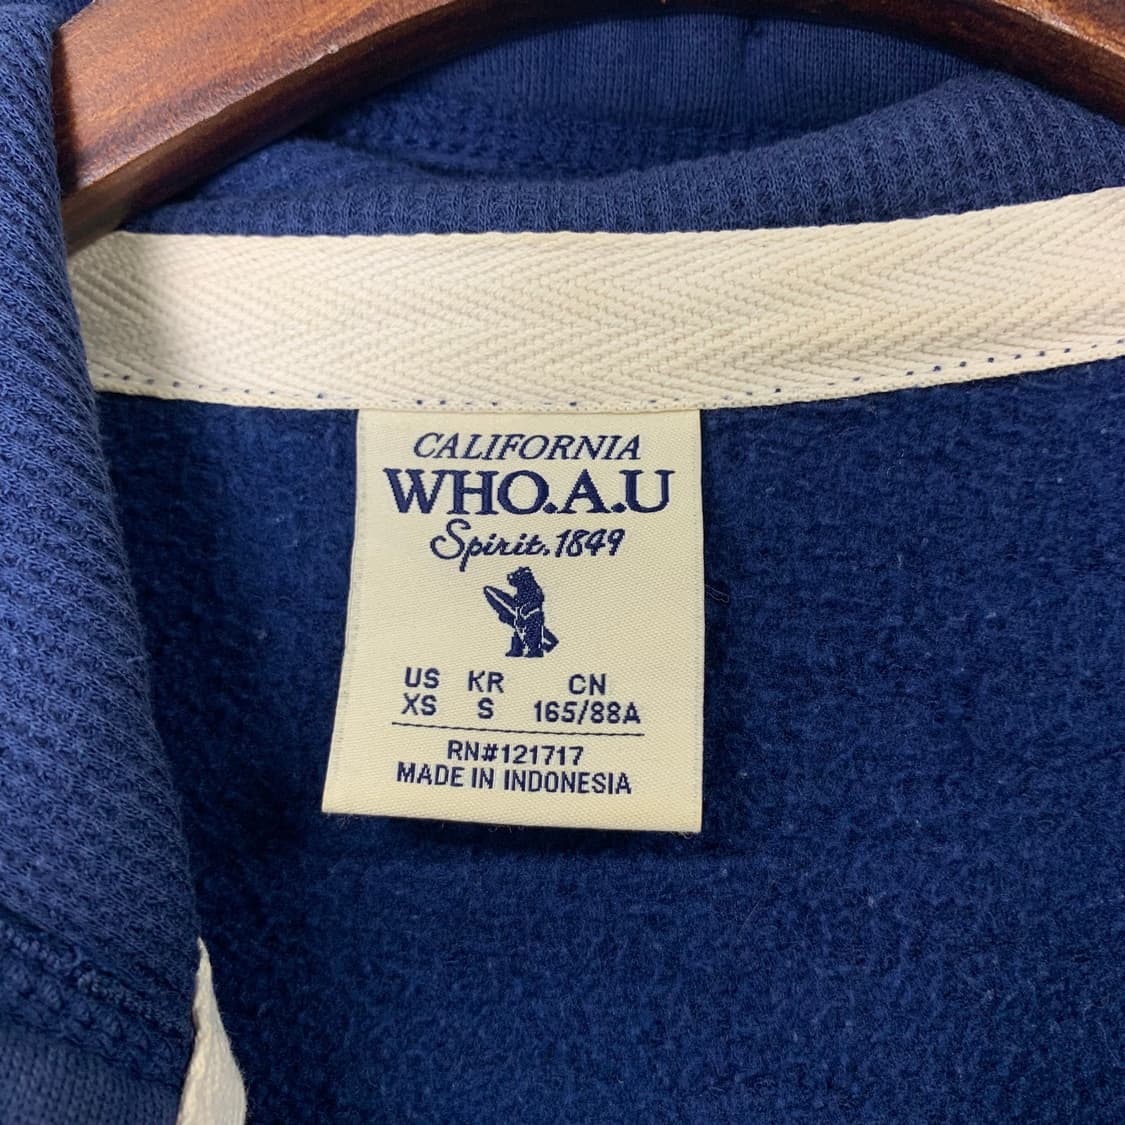 CALIFORNIA
WHO.A.U
Spirit.1849
US KR CN
XS S 165/88A
RN#121717
MADE IN INDONESIA